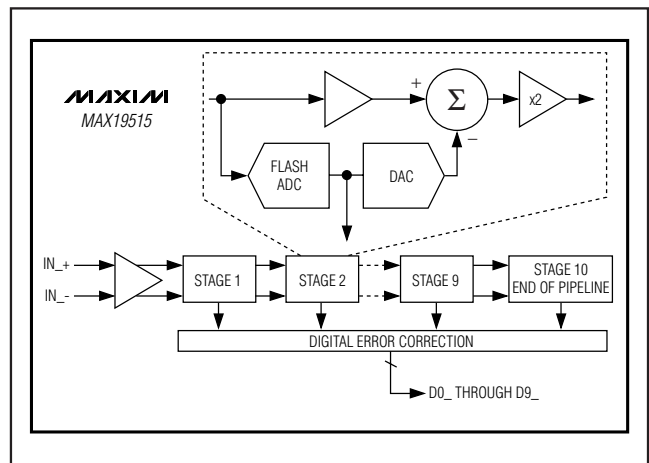 MAXIM
MAX19515
+
Σ
x2
−
FLASH
ADC
DAC
IN_+
IN_-
STAGE 1
STAGE 2
STAGE 9
STAGE 10
END OF PIPELINE
DIGITAL ERROR CORRECTION
D0_ THROUGH D9_